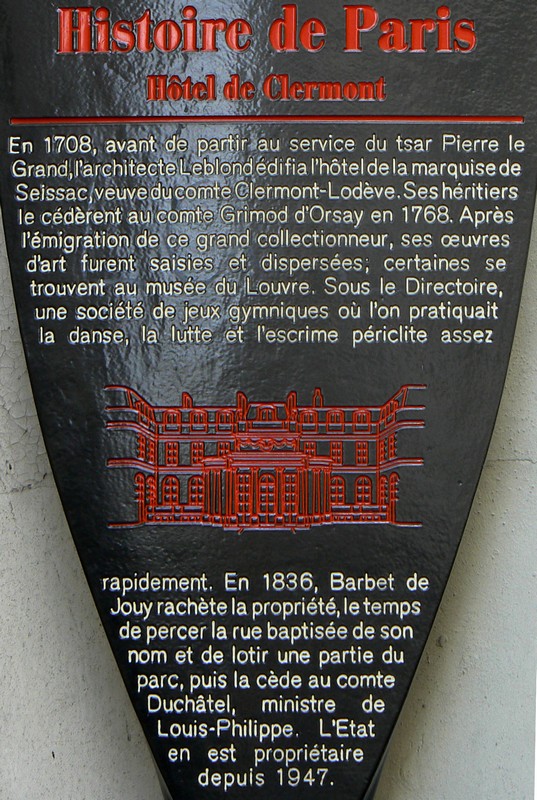 Histoire de Paris
Hôtel de Clermont
En 1708, avant de partir au service du tsar Pierre le
Grand, l'architecte Leblond édifia l'hôtel de la marquise de
Seissac, veuve du comte Clermont-Lodève. Ses héritiers
le cédèrent au comte Grimod d'Orsay en 1768. Après
l'émigration de ce grand collectionneur, ses œuvres
d'art furent saisies et dispersées; certaines se
trouvent au musée du Louvre. Sous le Directoire,
une société de jeux gymniques où l'on pratiquait
la danse, la lutte et l'escrime périclite assez
rapidement. En 1836, Barbet de
Jouy rachète la propriété, le temps
de percer la rue baptisée de son
nom et de lotir une partie du
parc, puis la cède au comte
Duchâtel, ministre de
Louis-Philippe. L'Etat
en est propriétaire
depuis 1947.